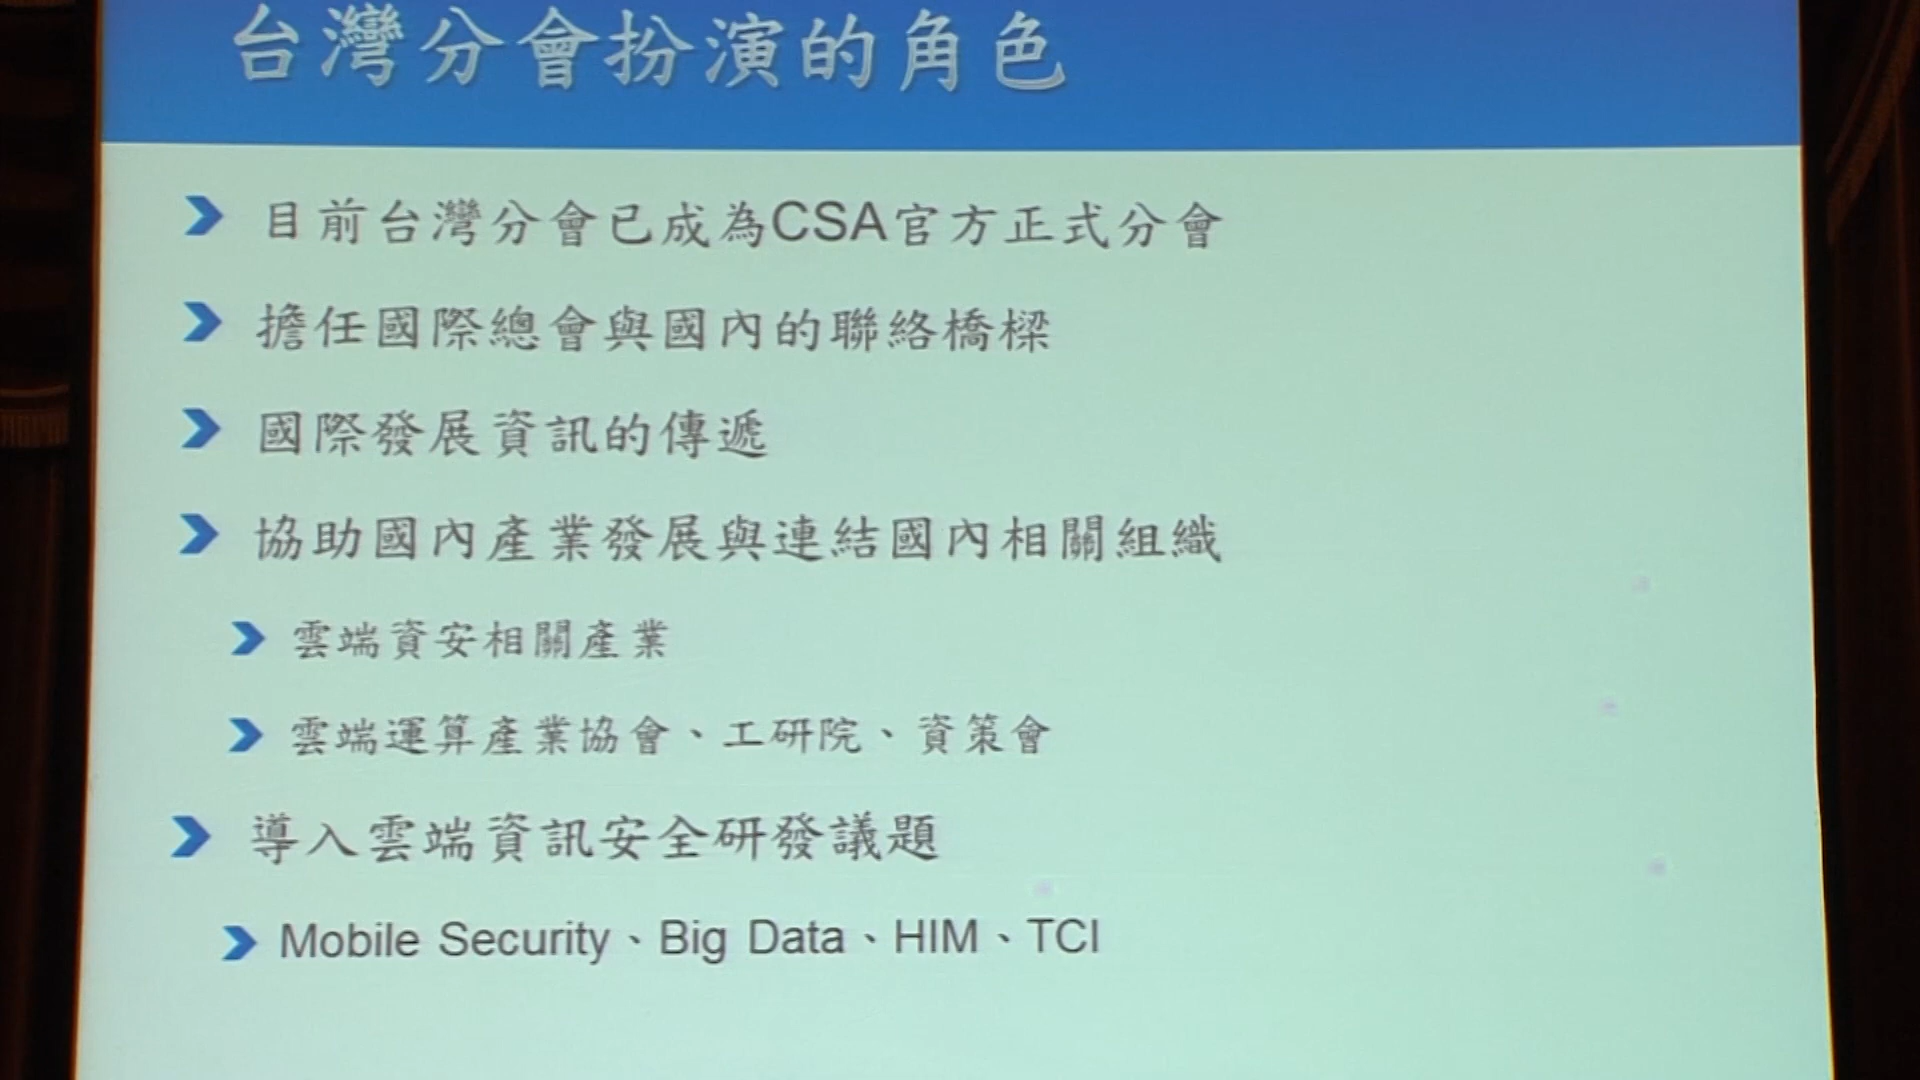 台灣分會扮演的角色
目前台灣分會已成為CSA官方正式分會
擔任國際總會與國內的聯絡橋樑
國際發展資訊的傳遞
協助國內產業發展與連結國內相關組織
雲端資安相關產業
雲端運算產業協會、工研院、資策會
導入雲端資訊安全研發議題
Mobile Security、Big Data、HIM、TCI